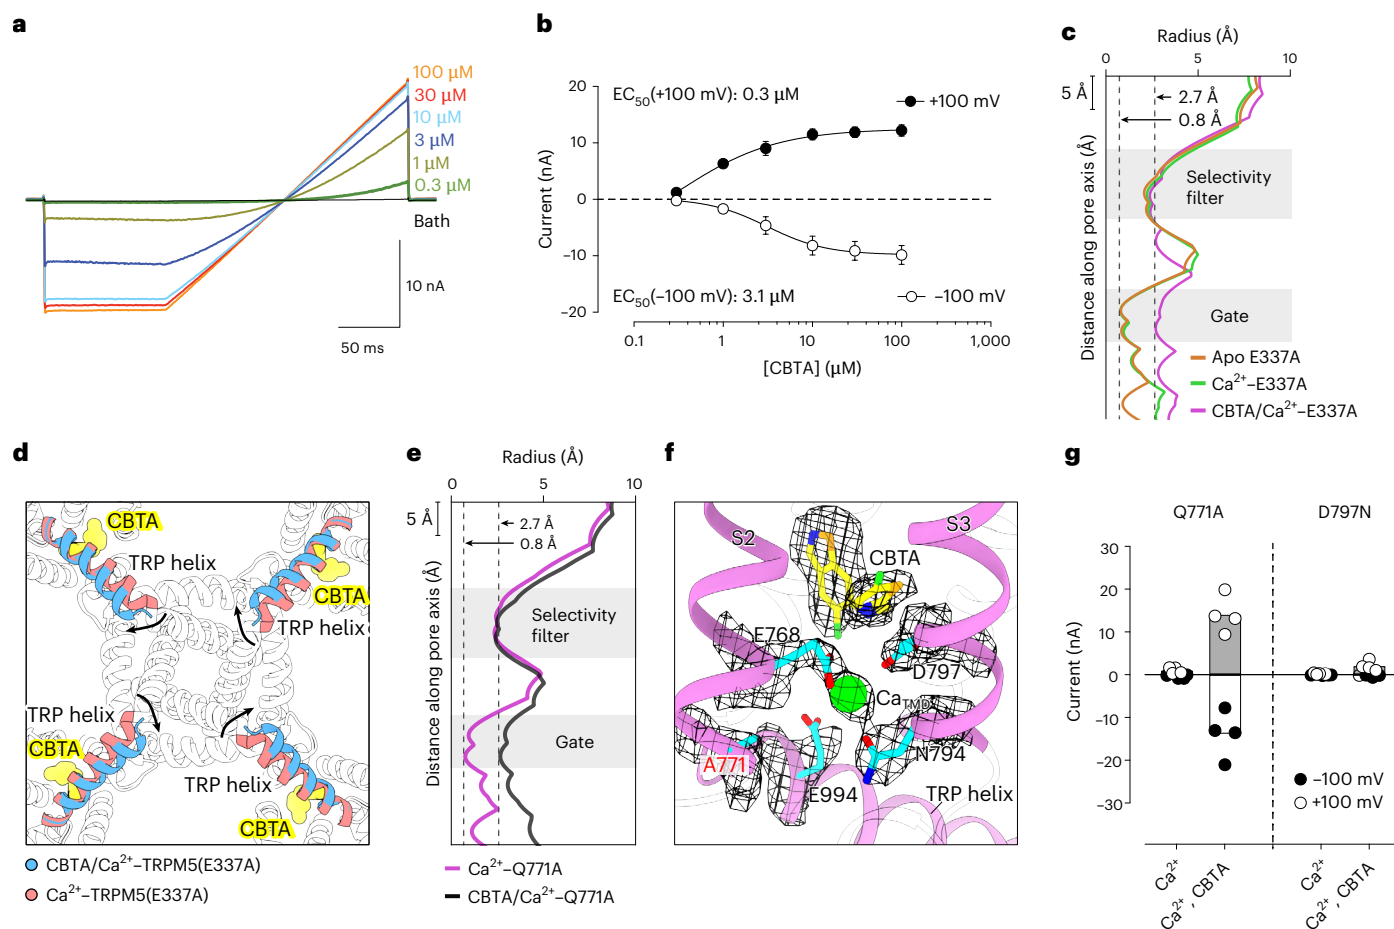 a
100 µM
30 µM
10 µM
3 µM
1 µM
0.3 µM
Bath
10 nA
50 ms
b
EC50(+100 mV): 0.3 µM
+100 mV
20
10
0
−10
−20
Current (nA)
EC50(−100 mV): 3.1 µM
−100 mV
0.1
1
10
100
1,000
[CBTA] (µM)
c
Radius (Å)
0
5
10
5 Å
2.7 Å
0.8 Å
Distance along pore axis (Å)
Selectivity
filter
Gate
Apo E337A
Ca2+–E337A
CBTA/Ca2+–E337A
d
CBTA
TRP helix
CBTA
TRP helix
TRP helix
CBTA
TRP helix
CBTA
CBTA/Ca2+–TRPM5(E337A)
Ca2+–TRPM5(E337A)
e
Radius (Å)
0
5
10
5 Å
2.7 Å
0.8 Å
Distance along pore axis (Å)
Selectivity
filter
Gate
Ca2+–Q771A
CBTA/Ca2+–Q771A
f
S2
S3
CBTA
E768
D797
CaTMD
A771
N794
E994
TRP helix
g
Q771A
D797N
30
20
10
0
−10
−20
−30
Current (nA)
−100 mV
+100 mV
Ca2+
Ca2+, CBTA
Ca2+
Ca2+, CBTA